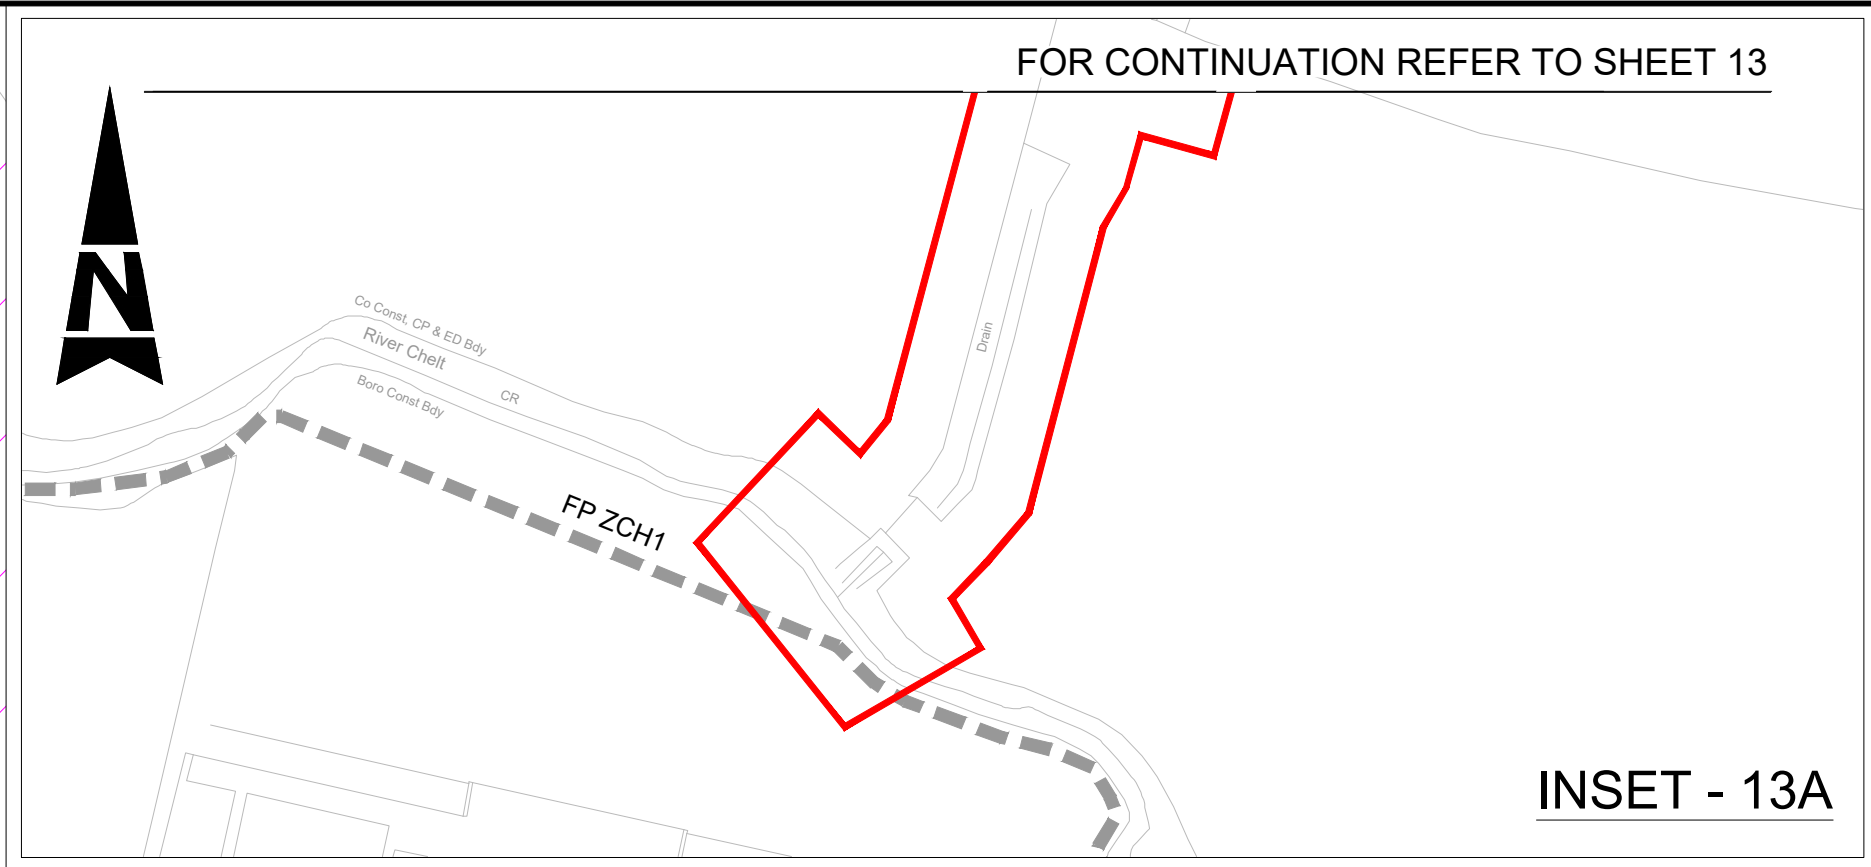 FOR CONTINUATION REFER TO SHEET 13
N
Co Const, CP & ED Bdy
River Chelt
CR
Boro Const Bdy
Drain
FP ZCH1
INSET - 13A